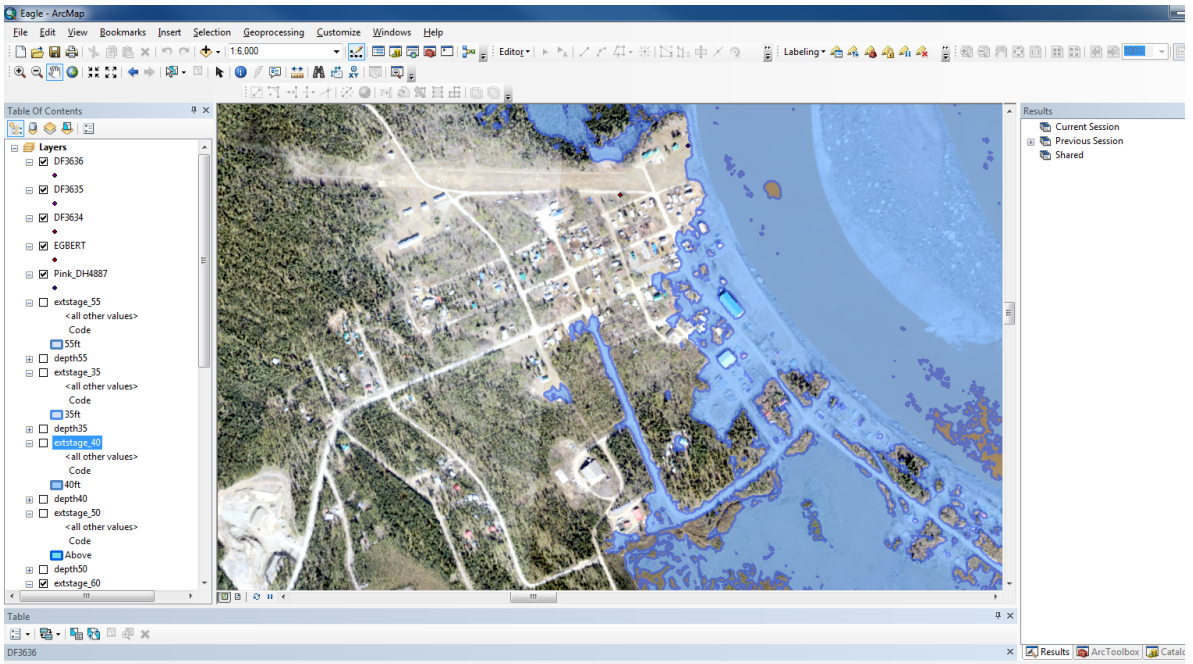 Eagle - ArcMap
File Edit View Bookmarks Insert Selection Geoprocessing Customize Windows Help
1:6,000 Editor Labeling 100%
Table Of Contents
Layers
DF3636
DF3635
DF3634
EGBERT
Pink_DH4887
extstage_55
<all other values>
Code
55ft
depth55
extstage_35
<all other values>
Code
35ft
depth35
extstage_40
<all other values>
Code
40ft
depth40
extstage_50
<all other values>
Code
Above
depth50
extstage_60
Results
Current Session
Previous Session
Shared
Table
DF3636
Results ArcToolbox Catalo